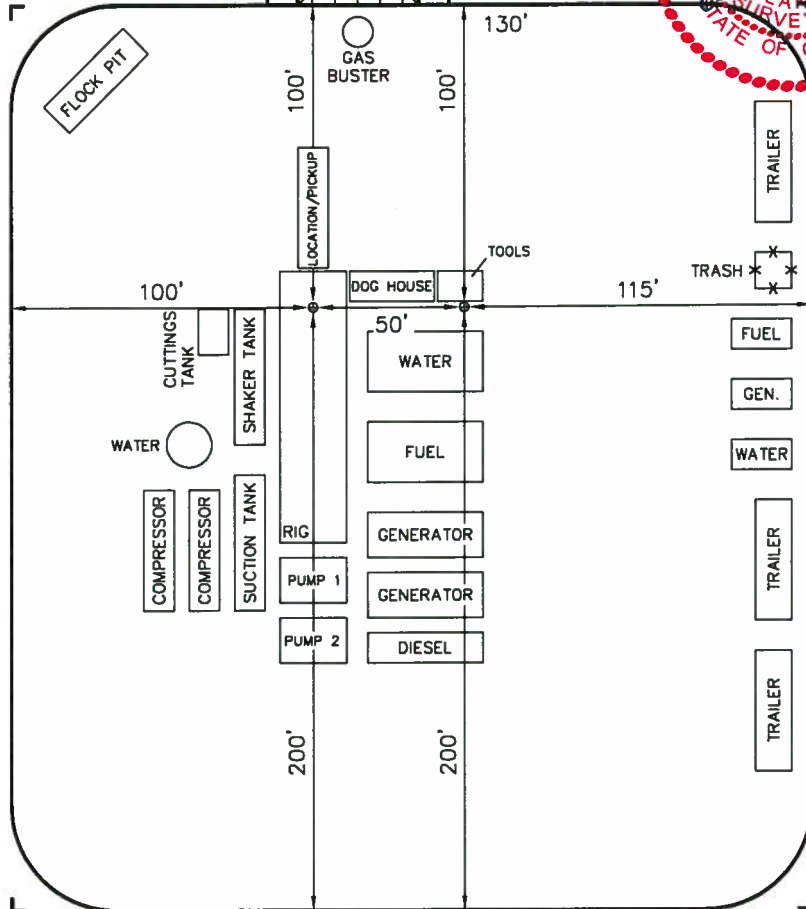 130'
GAS
BUSTER
FLOCK PIT
100'
100'
TRAILER
LOCATION/PICKUP
TOOLS
DOG HOUSE
TRASH
100'
50'
115'
CUTTINGS
TANK
SHAKER TANK
WATER
FUEL
GEN.
WATER
FUEL
WATER
COMPRESSOR
COMPRESSOR
SUCTION TANK
RIG
GENERATOR
TRAILER
PUMP 1
GENERATOR
PUMP 2
DIESEL
TRAILER
200'
200'